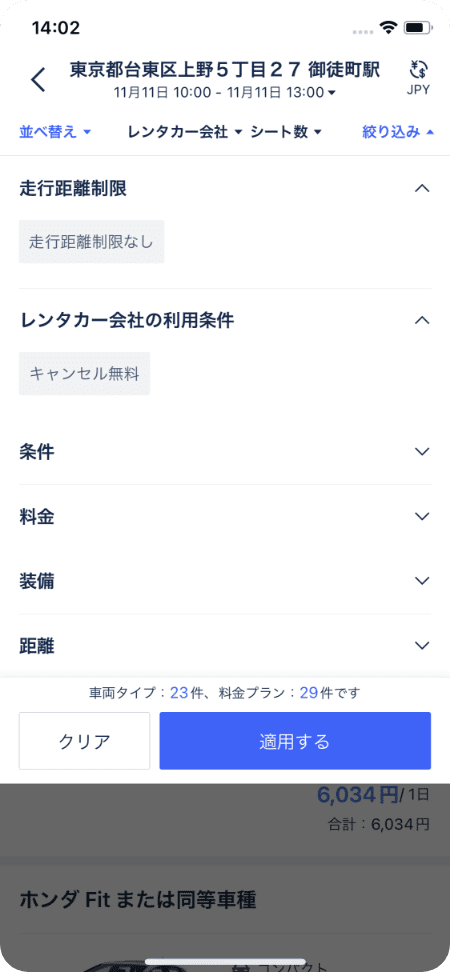 14:02
東京都台東区上野5丁目27 御徒町駅
11月11日 10:00 - 11月11日 13:00
JPY
並べ替え レンタカー会社 シート数 絞り込み
走行距離制限
走行距離制限なし
レンタカー会社の利用条件
キャンセル無料
条件
料金
装備
距離
車両タイプ：23件、料金プラン：29件です
クリア 適用する
6,034円/ 1日
合計：6,034円
ホンダ Fit または同等車種
コンパクト